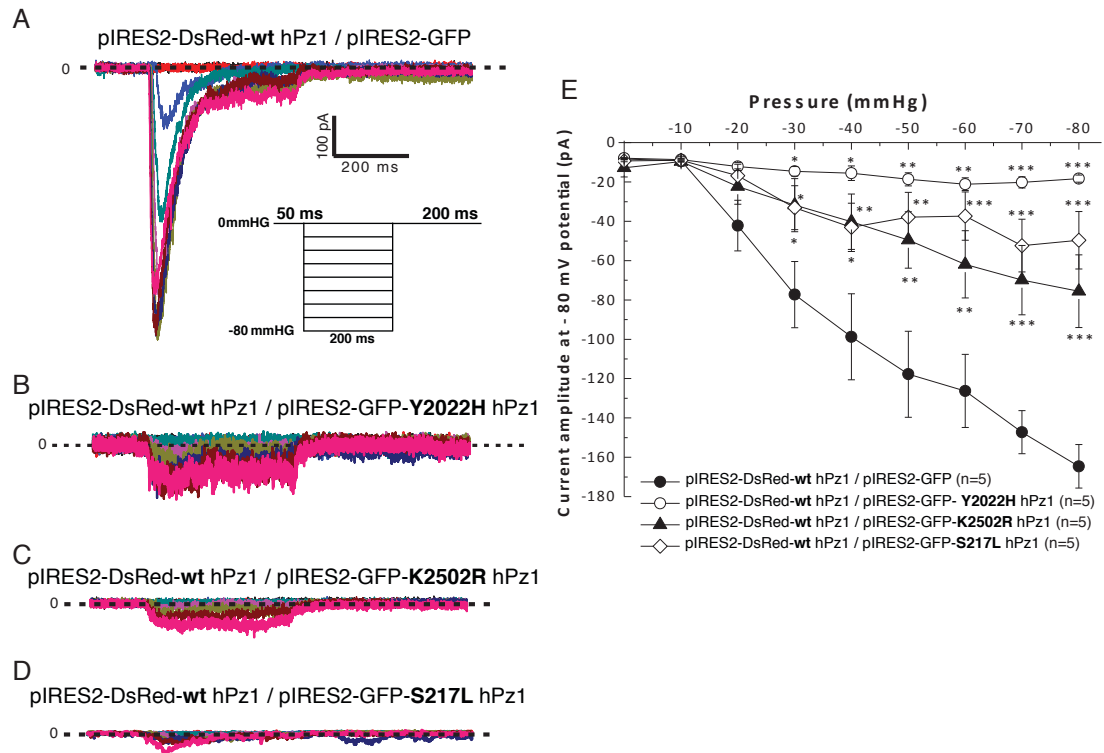 A
pIRES2-DsRed-wt hPz1 / pIRES2-GFP
0
100 pA
200 ms
0mmHG
50 ms
200 ms
-80 mmHG
200 ms
B
pIRES2-DsRed-wt hPz1 / pIRES2-GFP-Y2022H hPz1
0
C
pIRES2-DsRed-wt hPz1 / pIRES2-GFP-K2502R hPz1
0
D
pIRES2-DsRed-wt hPz1 / pIRES2-GFP-S217L hPz1
0
E
Pressure (mmHg)
-10 -20 -30 -40 -50 -60 -70 -80
Current amplitude at - 80 mV potential (pA)
0
-20
-40
-60
-80
-100
-120
-140
-160
-180
* * ** ** *** ***
* ** ** *** *** ***
* * ** ** *** ***
pIRES2-DsRed-wt hPz1 / pIRES2-GFP (n=5)
pIRES2-DsRed-wt hPz1 / pIRES2-GFP- Y2022H hPz1 (n=5)
pIRES2-DsRed-wt hPz1 / pIRES2-GFP-K2502R hPz1 (n=5)
pIRES2-DsRed-wt hPz1 / pIRES2-GFP-S217L hPz1 (n=5)